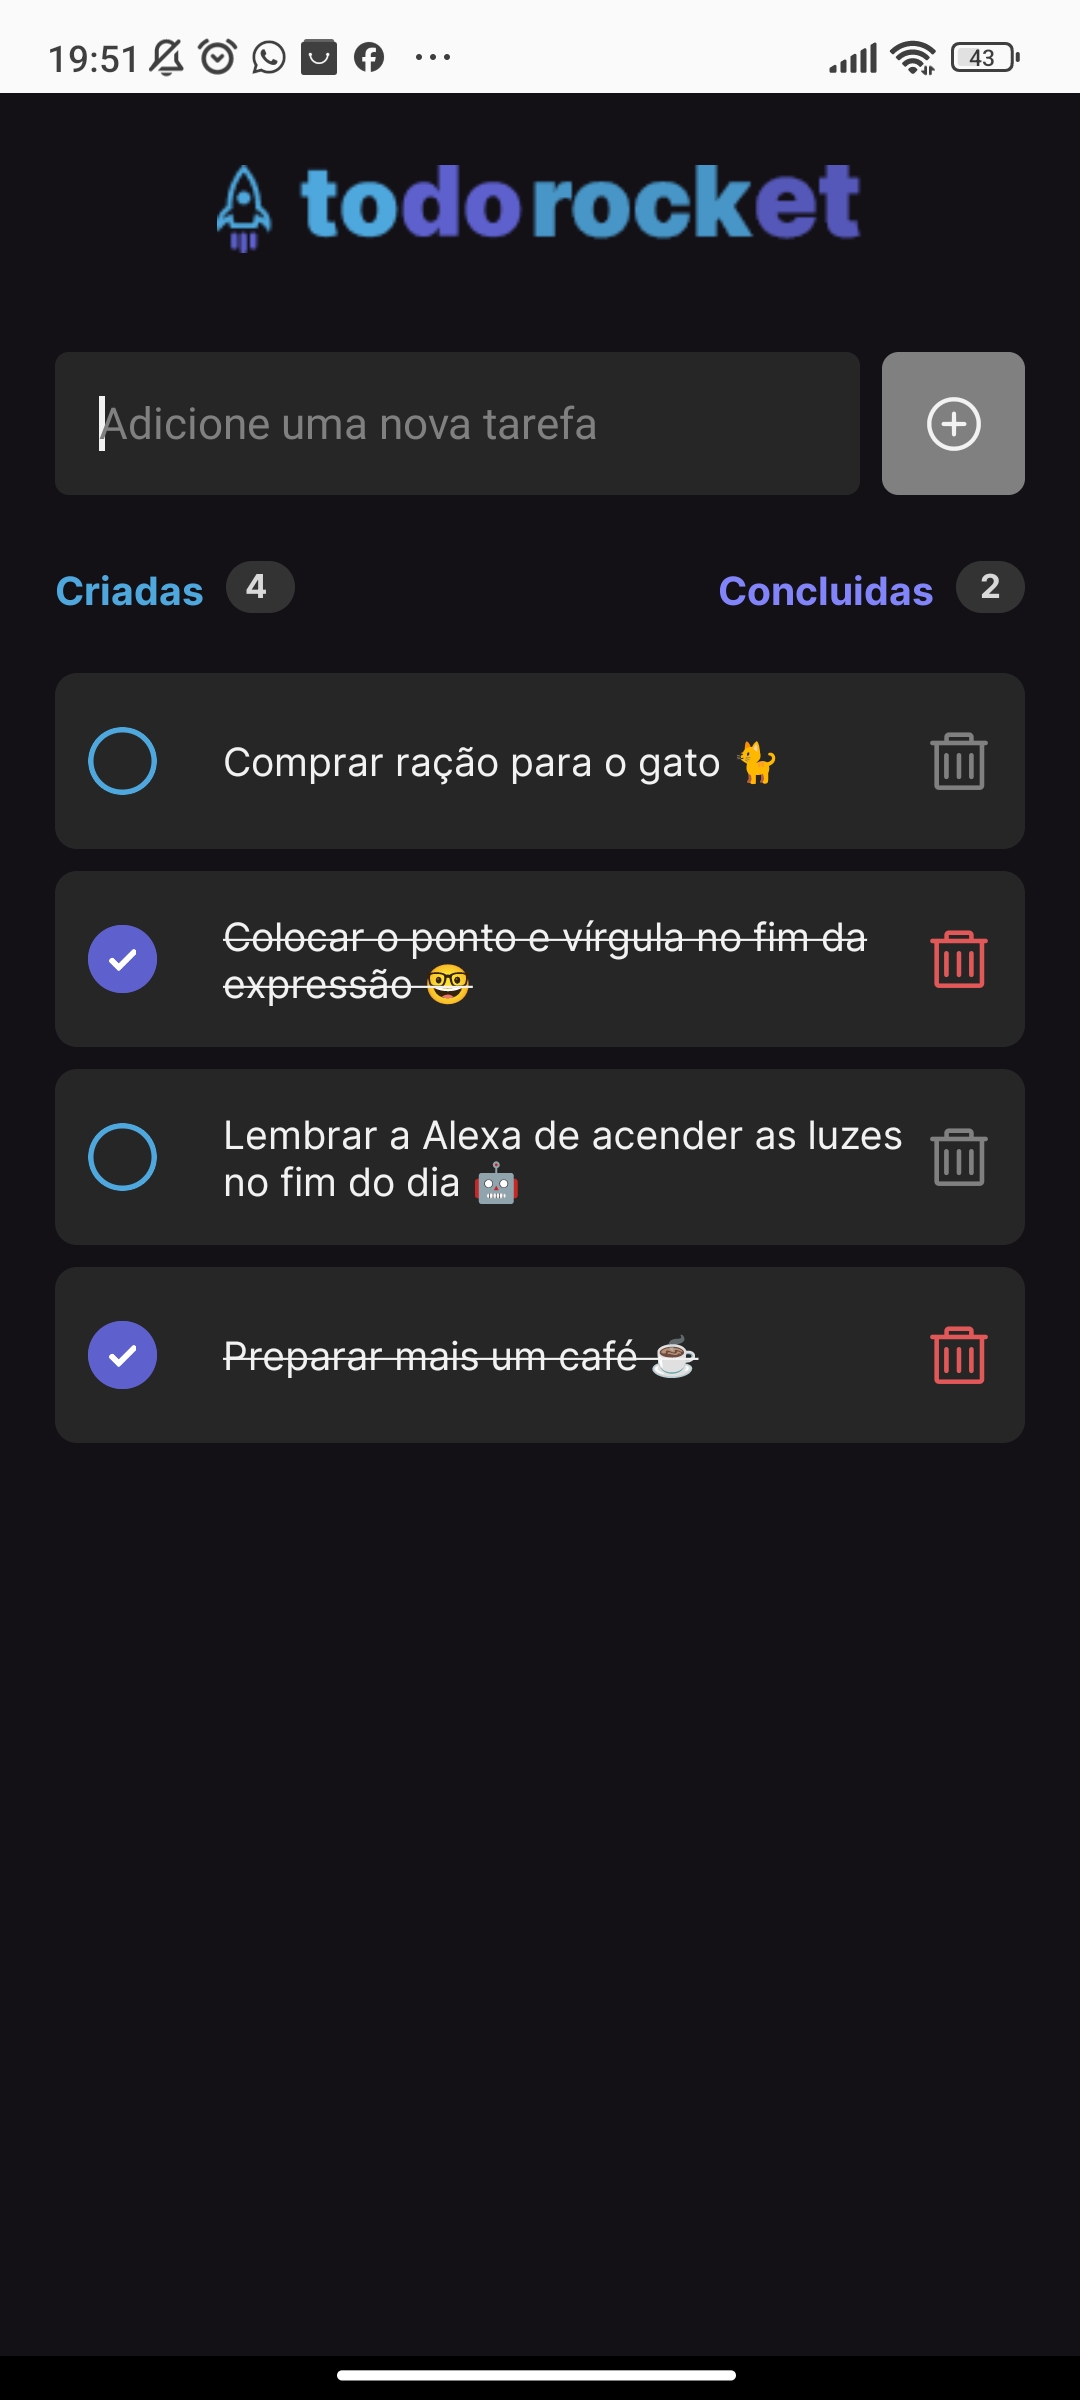 19:51
43
todorocket
Adicione uma nova tarefa
Criadas 4 Concluidas 2
Comprar ração para o gato 🐈
Colocar o ponto e vírgula no fim da
expressão 🤓
Lembrar a Alexa de acender as luzes
no fim do dia 🤖
Preparar mais um café ☕